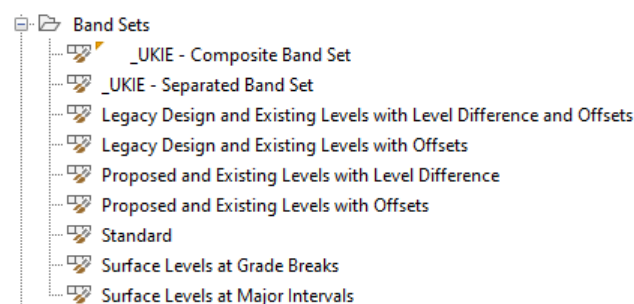 Band Sets
_UKIE - Composite Band Set
_UKIE - Separated Band Set
Legacy Design and Existing Levels with Level Difference and Offsets
Legacy Design and Existing Levels with Offsets
Proposed and Existing Levels with Level Difference
Proposed and Existing Levels with Offsets
Standard
Surface Levels at Grade Breaks
Surface Levels at Major Intervals